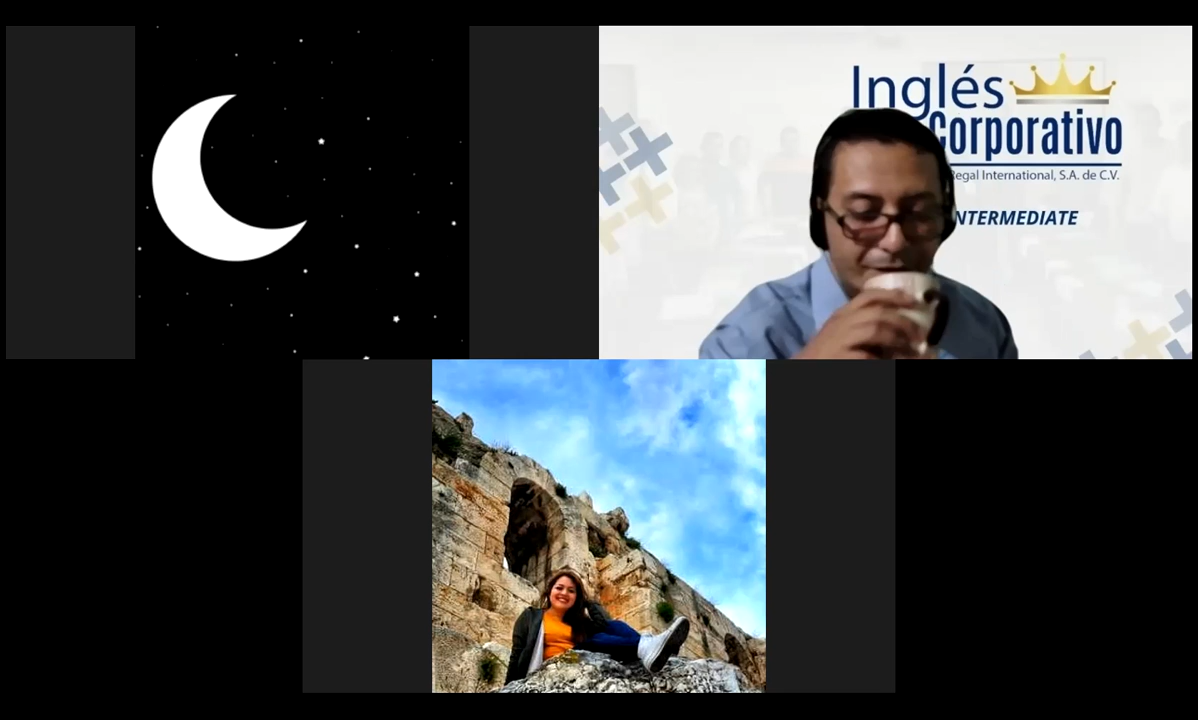 Inglés
Corporativo
Regal International, S.A. de C.V.
INTERMEDIATE